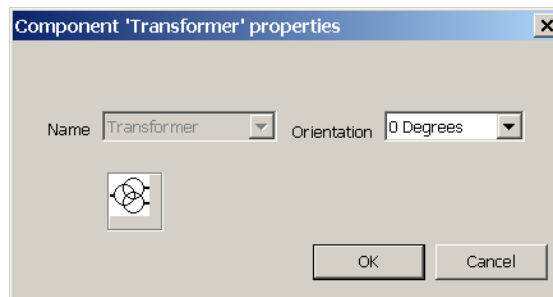 Component 'Transformer' properties
Name Transformer Orientation 0 Degrees
OK Cancel